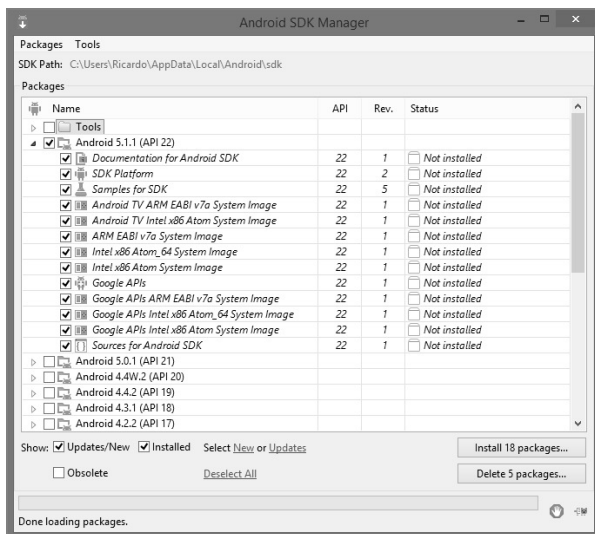 Android SDK Manager
Packages Tools
SDK Path: C:\Users\Ricardo\AppData\Local\Android\sdk
Packages
Name API Rev. Status
Tools
Android 5.1.1 (API 22)
Documentation for Android SDK 22 1 Not installed
SDK Platform 22 2 Not installed
Samples for SDK 22 5 Not installed
Android TV ARM EABI v7a System Image 22 1 Not installed
Android TV Intel x86 Atom System Image 22 1 Not installed
ARM EABI v7a System Image 22 1 Not installed
Intel x86 Atom_64 System Image 22 1 Not installed
Intel x86 Atom System Image 22 1 Not installed
Google APIs 22 1 Not installed
Google APIs ARM EABI v7a System Image 22 1 Not installed
Google APIs Intel x86 Atom_64 System Image 22 1 Not installed
Google APIs Intel x86 Atom System Image 22 1 Not installed
Sources for Android SDK 22 1 Not installed
Android 5.0.1 (API 21)
Android 4.4W.2 (API 20)
Android 4.4.2 (API 19)
Android 4.3.1 (API 18)
Android 4.2.2 (API 17)
Show: Updates/New Installed Select New or Updates Install 18 packages...
Obsolete Deselect All Delete 5 packages...
Done loading packages.